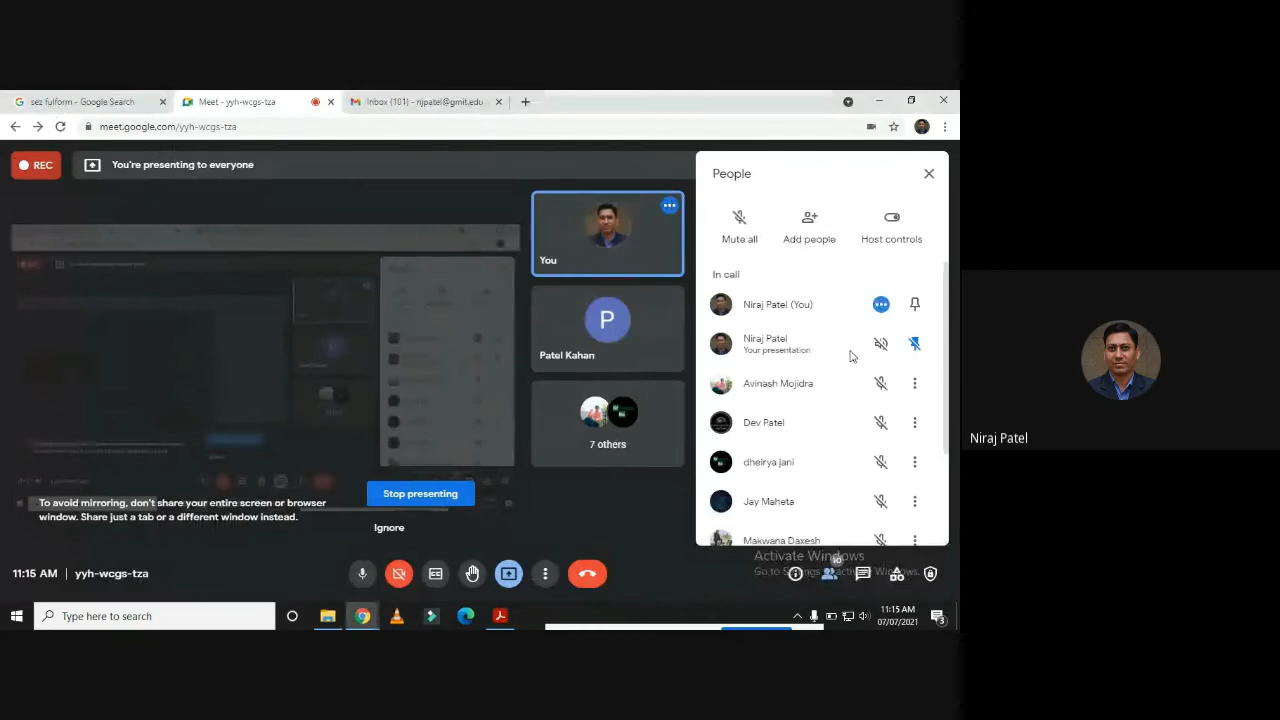 sez fulform - Google Search
Meet - yyh-wcgs-tza
Inbox (101) - njpatel@gmit.edu
meet.google.com/yyh-wcgs-tza
REC
You're presenting to everyone
People
Mute all
Add people
Host controls
In call
Niraj Patel (You)
Niraj Patel
Your presentation
Avinash Mojidra
Dev Patel
dheirya jani
Jay Maheta
Makwana Daxesh
You
P
Patel Kahan
7 others
To avoid mirroring, don't share your entire screen or browser
window. Share just a tab or a different window instead.
Stop presenting
Ignore
Activate Windows
Go to Settings to activate Windows.
10
11:15 AM | yyh-wcgs-tza
Type here to search
11:15 AM
07/07/2021
3
Niraj Patel